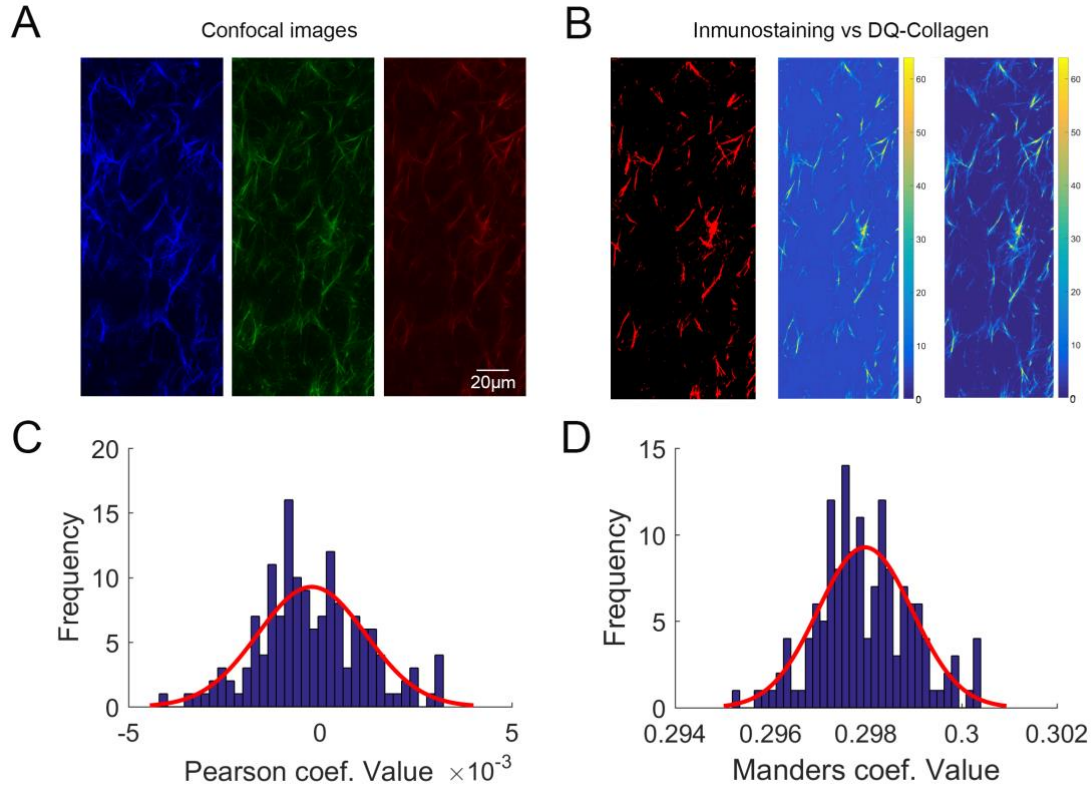 A
Confocal images
20µm
B
Inmunostaining vs DQ-Collagen
60
50
40
30
20
10
0
60
50
40
30
20
10
0
C
20
15
10
5
0
Frequency
-5
0
5
Pearson coef. Value ×10-3
D
15
10
5
0
Frequency
0.294
0.296
0.298
0.3
0.302
Manders coef. Value